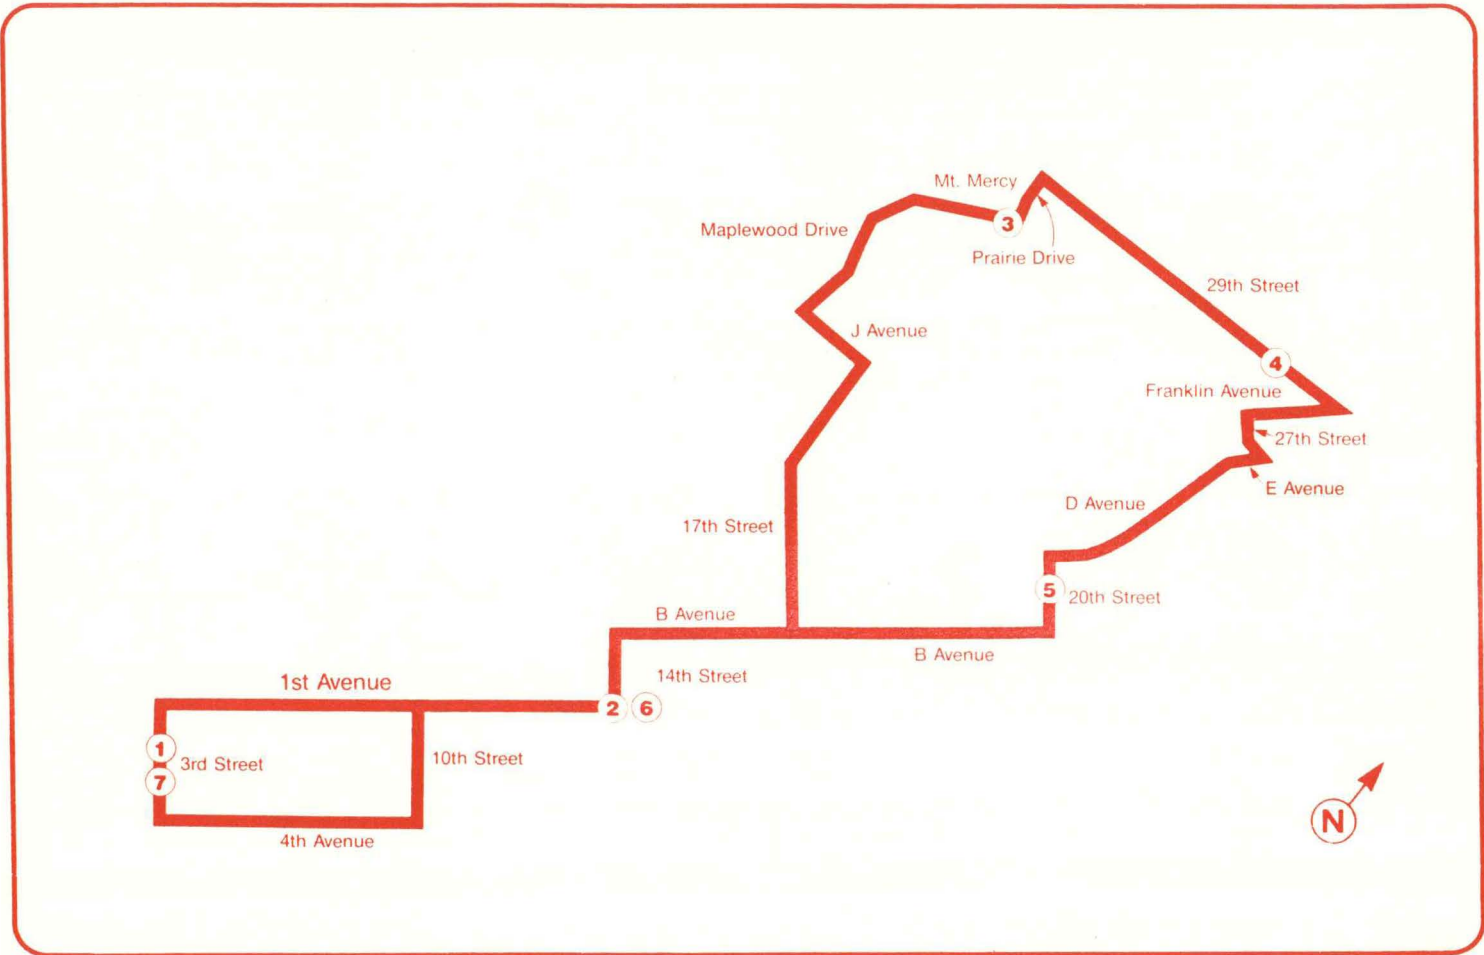 Mt. Mercy
Maplewood Drive
3
Prairie Drive
29th Street
J Avenue
4
Franklin Avenue
27th Street
E Avenue
D Avenue
17th Street
5
20th Street
B Avenue
B Avenue
14th Street
1st Avenue
2
6
1
3rd Street
10th Street
7
4th Avenue
N